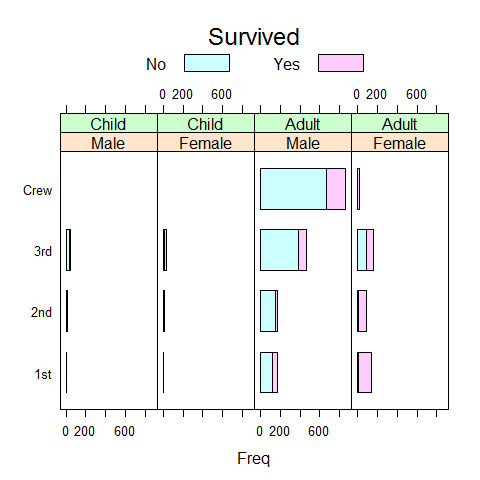 Survived
No Yes
0 200 600 0 200 600
Child Child Adult Adult
Male Female Male Female
Crew
3rd
2nd
1st
0 200 600 0 200 600
Freq